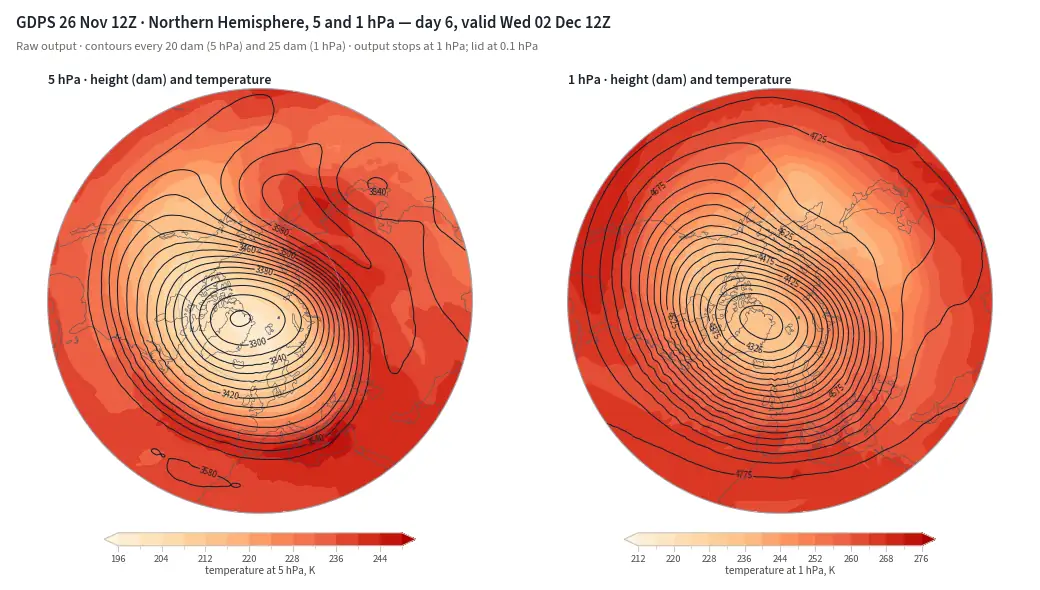 GDPS 26 Nov 12Z · Northern Hemisphere, 5 and 1 hPa — day 6, valid Wed 02 Dec 12Z
Raw output · contours every 20 dam (5 hPa) and 25 dam (1 hPa) · output stops at 1 hPa; lid at 0.1 hPa
5 hPa · height (dam) and temperature
1 hPa · height (dam) and temperature
3540
3580
3460
3500
3380
3300
3340
3420
3580
4725
4675
4475
4425
4325
4725
196 204 212 220 228 236 244
temperature at 5 hPa, K
212 220 228 236 244 252 260 268 276
temperature at 1 hPa, K